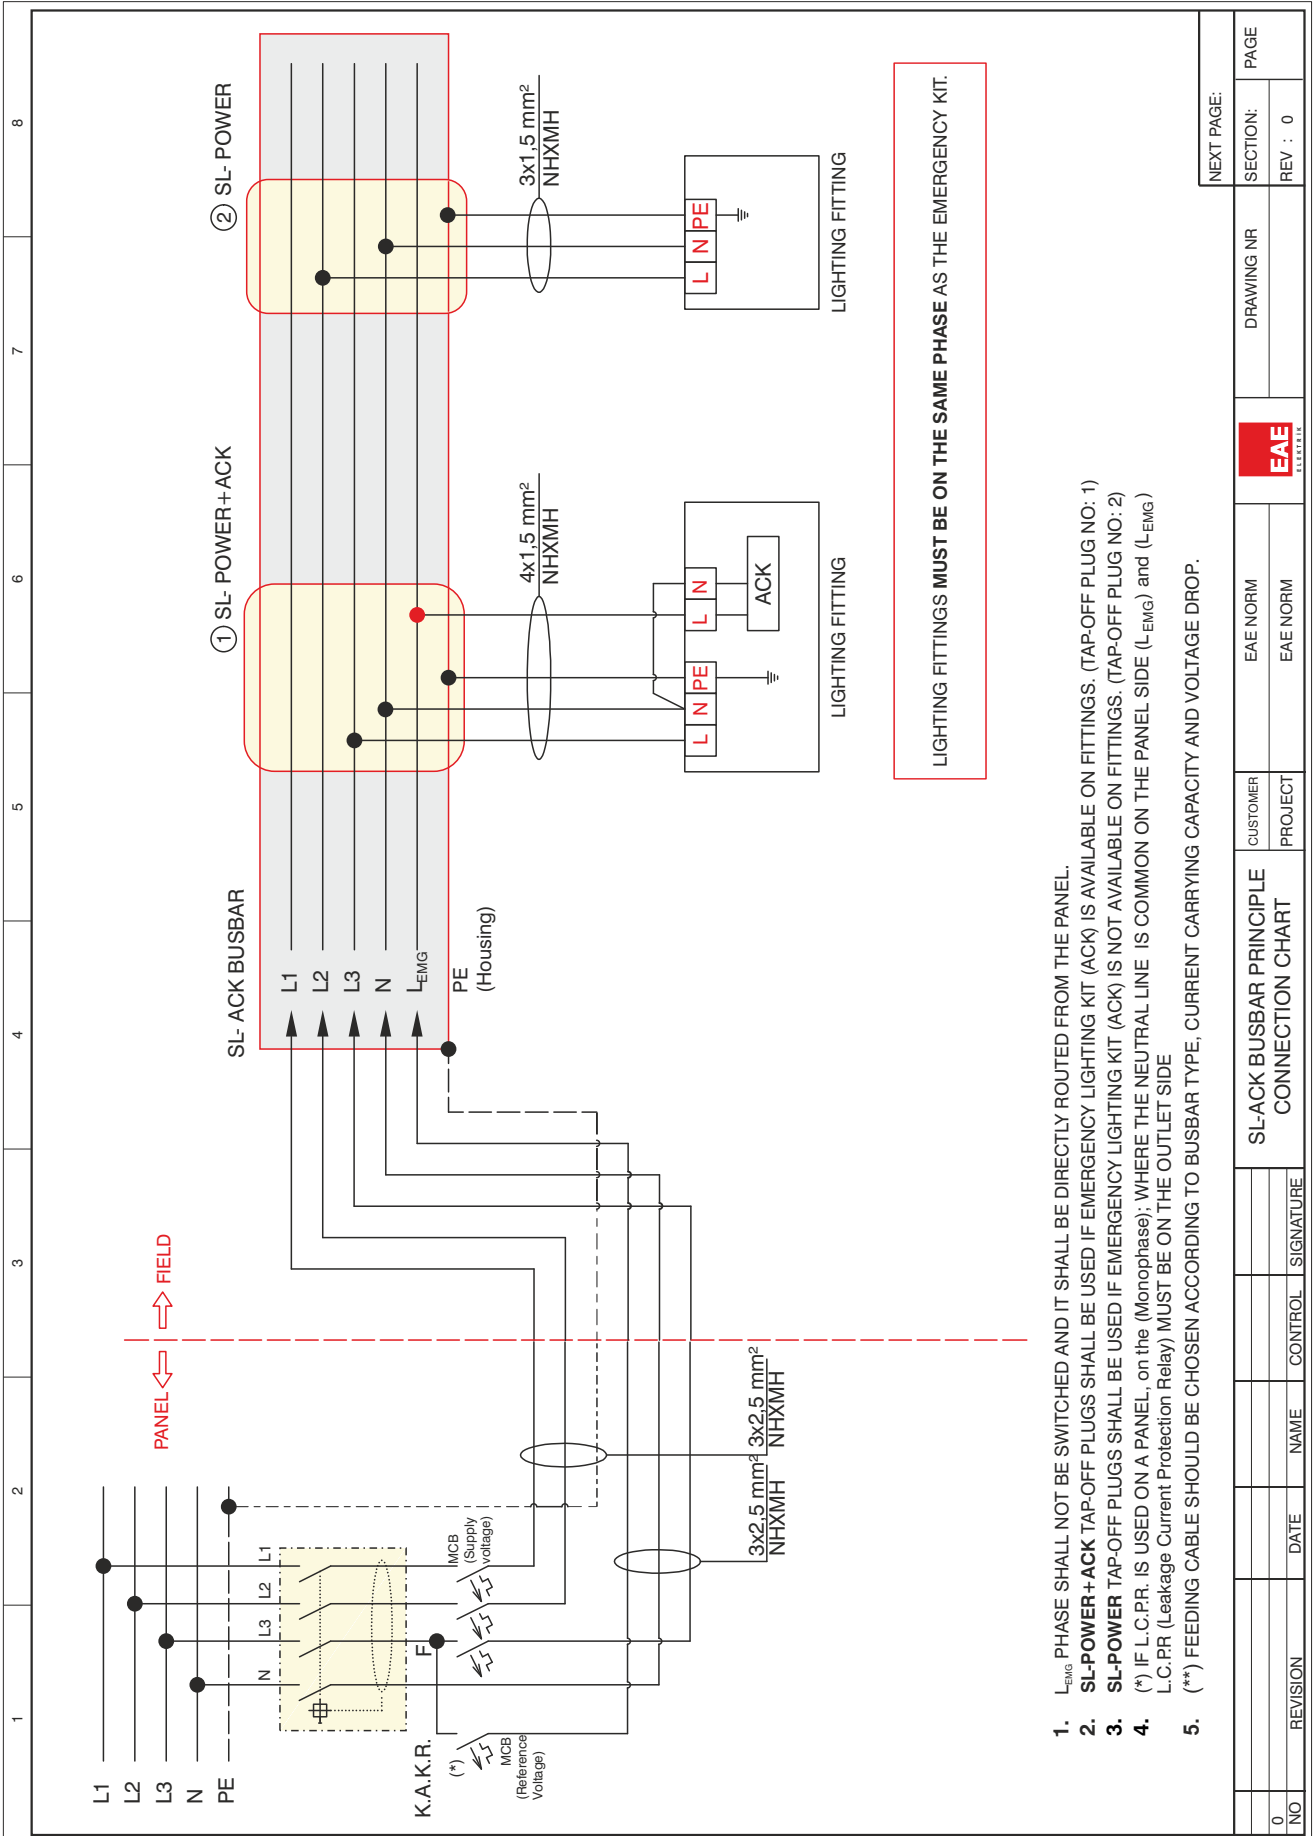 1
2
3
4
5
6
7
8
L1
L2
L3
N
PE
PANEL
FIELD
L1
L2
L3
N
F
K.A.K.R.
(*)
MCB
(Reference
Voltage)
MCB
(Supply
voltage)
3x2,5 mm²
NHXMH
3x2,5 mm²
NHXMH
SL- ACK BUSBAR
L1
L2
L3
N
LEMG
PE
(Housing)
1 SL- POWER+ACK
4x1,5 mm²
NHXMH
L N PE
L N
ACK
LIGHTING FITTING
2 SL- POWER
3x1,5 mm²
NHXMH
L N PE
LIGHTING FITTING
LIGHTING FITTINGS MUST BE ON THE SAME PHASE AS THE EMERGENCY KIT.
1. LEMG PHASE SHALL NOT BE SWITCHED AND IT SHALL BE DIRECTLY ROUTED FROM THE PANEL.
2. SL-POWER+ACK TAP-OFF PLUGS SHALL BE USED IF EMERGENCY LIGHTING KIT (ACK) IS AVAILABLE ON FITTINGS. (TAP-OFF PLUG NO: 1)
3. SL-POWER TAP-OFF PLUGS SHALL BE USED IF EMERGENCY LIGHTING KIT (ACK) IS NOT AVAILABLE ON FITTINGS. (TAP-OFF PLUG NO: 2)
4. (*) IF L.C.P.R. IS USED ON A PANEL, on the (Monophase); WHERE THE NEUTRAL LINE IS COMMON ON THE PANEL SIDE (LEMG) and (LEMG)
L.C.P.R (Leakage Current Protection Relay) MUST BE ON THE OUTLET SIDE
5. (**) FEEDING CABLE SHOULD BE CHOSEN ACCORDING TO BUSBAR TYPE, CURRENT CARRYING CAPACITY AND VOLTAGE DROP.
NEXT PAGE:
0
NO
REVISION
DATE
NAME
CONTROL
SIGNATURE
SL-ACK BUSBAR PRINCIPLE
CONNECTION CHART
CUSTOMER
EAE NORM
PROJECT
EAE NORM
EAE
ELEKTRİK
DRAWING NR
SECTION:
PAGE
REV : 0